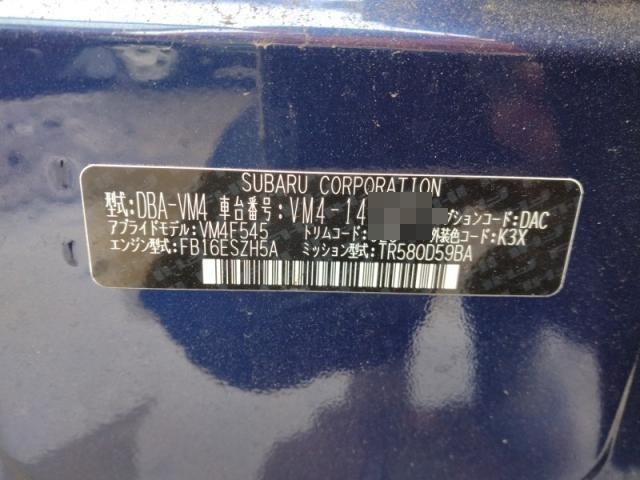 SUBARU CORPORATION
型式:DBA-VM4 車台番号:VM4-14 プションコード:DAC
アプライドモデル:VM4F545 トリムコード: 外装色コード:K3X
エンジン型式:FB16ESZH5A ミッション型式:TR580D59BA